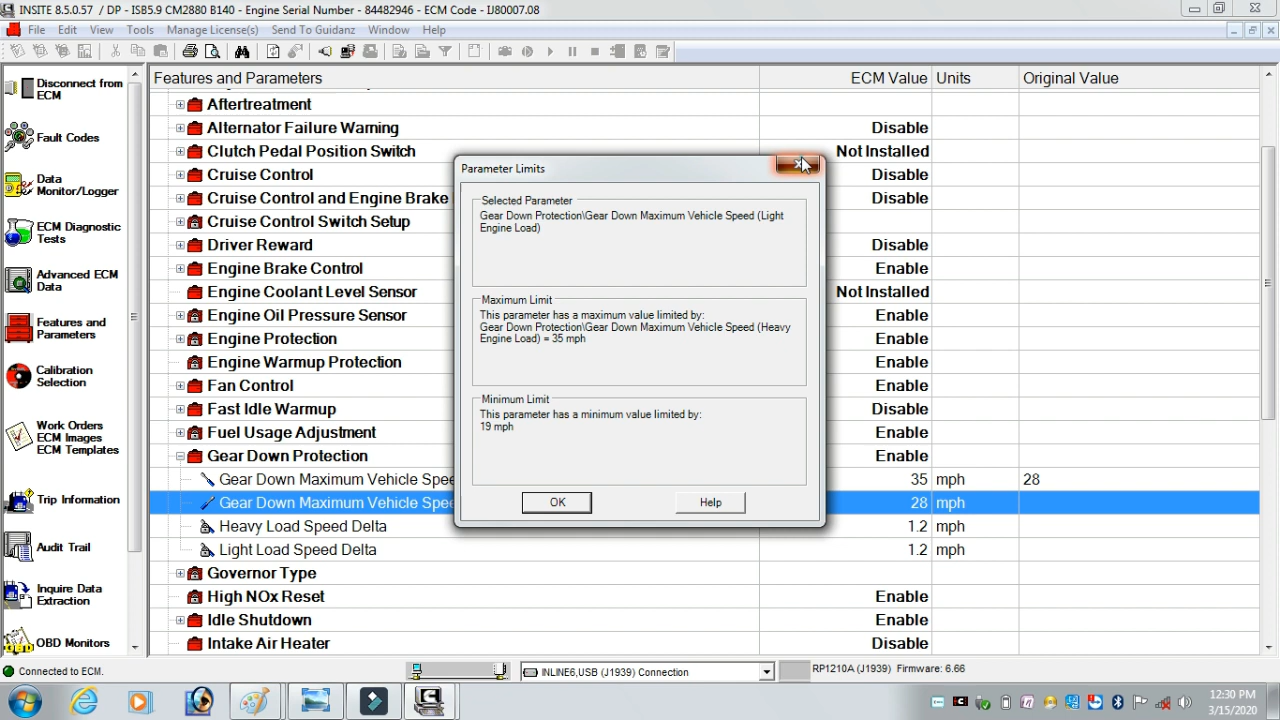 INSITE 8.5.0.57 / DP - ISB5.9 CM2880 B140 - Engine Serial Number - 84482946 - ECM Code - IJ80007.08
File Edit View Tools Manage License(s) Send To Guidanz Window Help
Disconnect from
ECM
Fault Codes
Data
Monitor/Logger
ECM Diagnostic
Tests
Advanced ECM
Data
Features and
Parameters
Calibration
Selection
Work Orders
ECM Images
ECM Templates
Trip Information
Audit Trail
Inquire Data
Extraction
OBD Monitors
Features and Parameters ECM Value Units Original Value
Aftertreatment
Alternator Failure Warning Disable
Clutch Pedal Position Switch Not Installed
Cruise Control Disable
Cruise Control and Engine Brake Disable
Cruise Control Switch Setup
Driver Reward Disable
Engine Brake Control Enable
Engine Coolant Level Sensor Not Installed
Engine Oil Pressure Sensor Enable
Engine Protection Enable
Engine Warmup Protection Enable
Fan Control Enable
Fast Idle Warmup Disable
Fuel Usage Adjustment Enable
Gear Down Protection Enable
Gear Down Maximum Vehicle Spee 35 mph 28
Gear Down Maximum Vehicle Spee 28 mph
Heavy Load Speed Delta 1.2 mph
Light Load Speed Delta 1.2 mph
Governor Type
High NOx Reset Enable
Idle Shutdown Enable
Intake Air Heater Disable
Parameter Limits
Selected Parameter
Gear Down Protection\Gear Down Maximum Vehicle Speed (Light
Engine Load)
Maximum Limit
This parameter has a maximum value limited by:
Gear Down Protection\Gear Down Maximum Vehicle Speed (Heavy
Engine Load) = 35 mph
Minimum Limit
This parameter has a minimum value limited by:
19 mph
OK Help
Connected to ECM. INLINE6,USB (J1939) Connection RP1210A (J1939) Firmware: 6.66
12:30 PM
3/15/2020